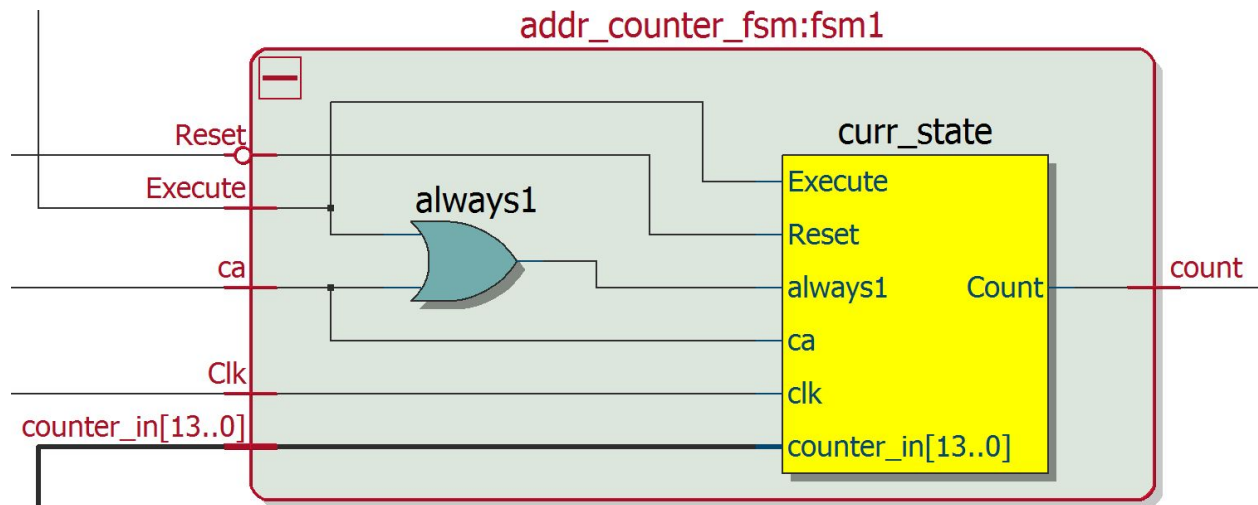 addr_counter_fsm:fsm1
curr_state
Reset
Execute
always1
ca
Clk
counter_in[13..0]
Execute
Reset
always1
ca
clk
counter_in[13..0]
Count
count